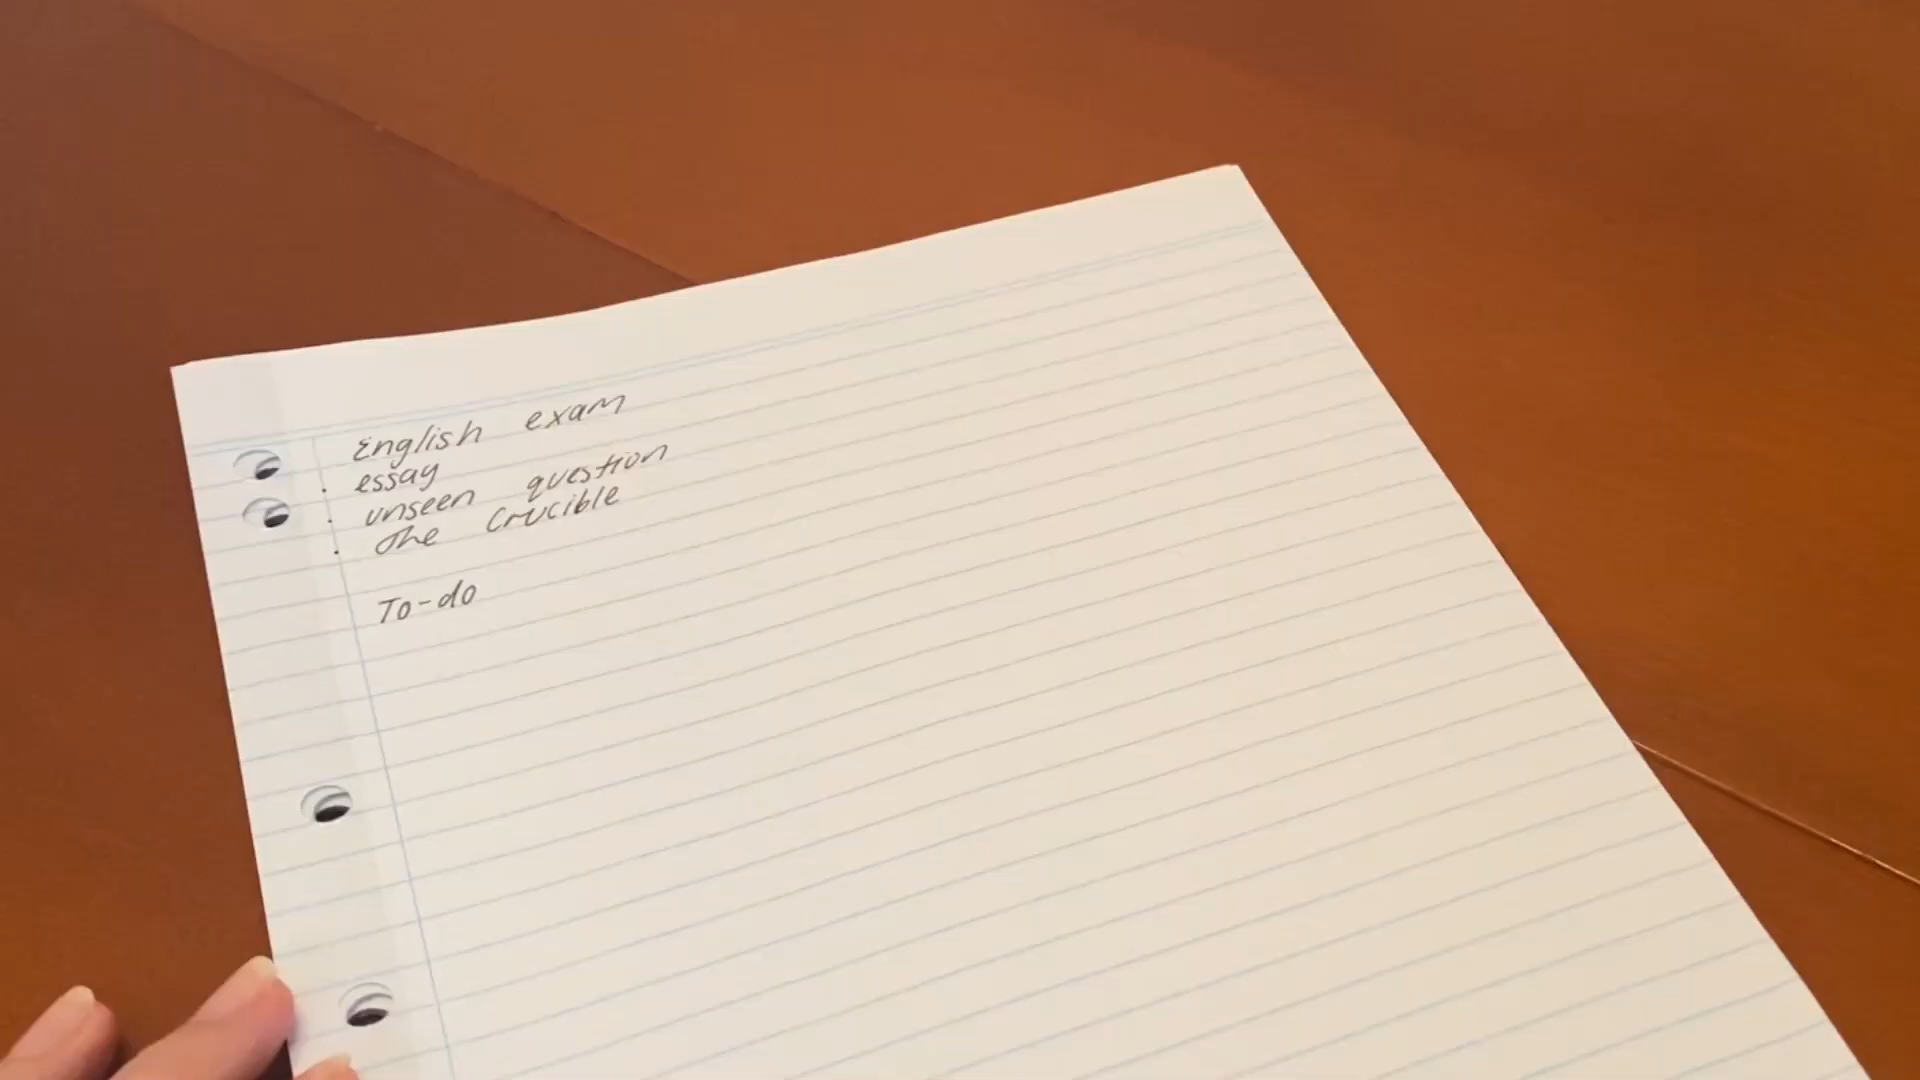 English exam
. essay
. unseen question
. The Crucible
To-do